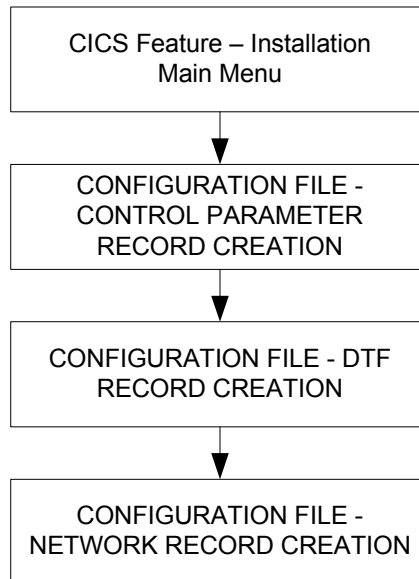 CICS Feature – Installation
Main Menu
CONFIGURATION FILE -
CONTROL PARAMETER
RECORD CREATION
CONFIGURATION FILE - DTF
RECORD CREATION
CONFIGURATION FILE -
NETWORK RECORD CREATION